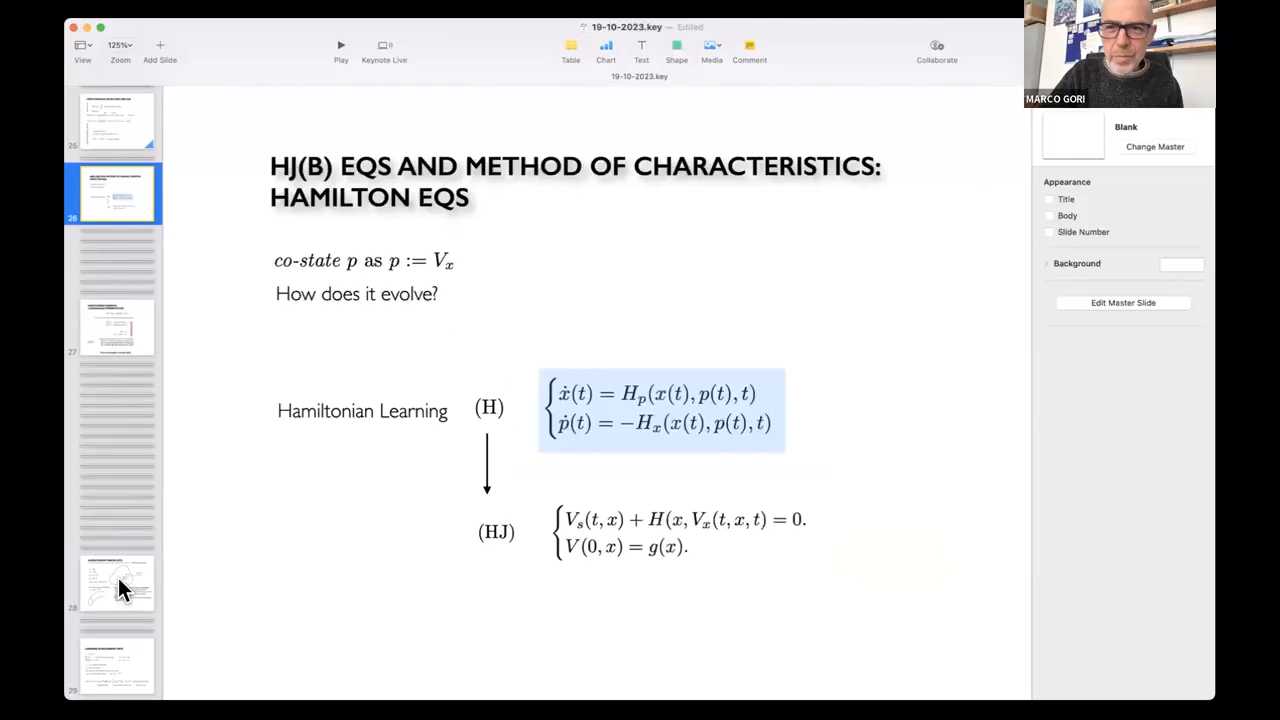 19-10-2023.key — Edited
125%
View
Zoom
Add Slide
Play
Keynote Live
Table
Chart
Text
Shape
Media
Comment
Collaborate
19-10-2023.key
MARCO GORI
25
26
27
28
29
HJ(B) EQS AND METHOD OF CHARACTERISTICS:
HAMILTON EQS
co-state p as p := V_x
How does it evolve?
Hamiltonian Learning (H)
ẋ(t) = H_p(x(t), p(t), t)
ṗ(t) = −H_x(x(t), p(t), t)
(HJ)
V_s(t, x) + H(x, V_x(t, x, t) = 0.
V(0, x) = g(x).
Blank
Change Master
Appearance
Title
Body
Slide Number
Background
Edit Master Slide